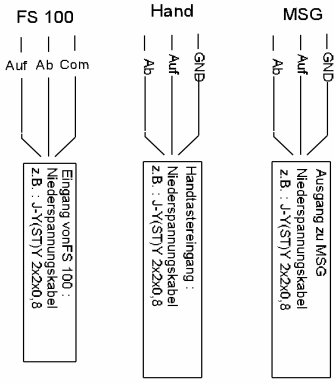 FS 100
Auf Ab Com
Eingang vonFS 100 :
Niederspannungskabel
z.B. : J-Y(ST)Y 2x2x0,8
Hand
Ab Auf GND
Handtastereingang :
Niederspannungskabel
z.B. : J-Y(ST)Y 2x2x0,8
MSG
Ab Auf GND
Ausgang zu MSG
Niederspannungskabel
z.B. : J-Y(ST)Y 2x2x0,8